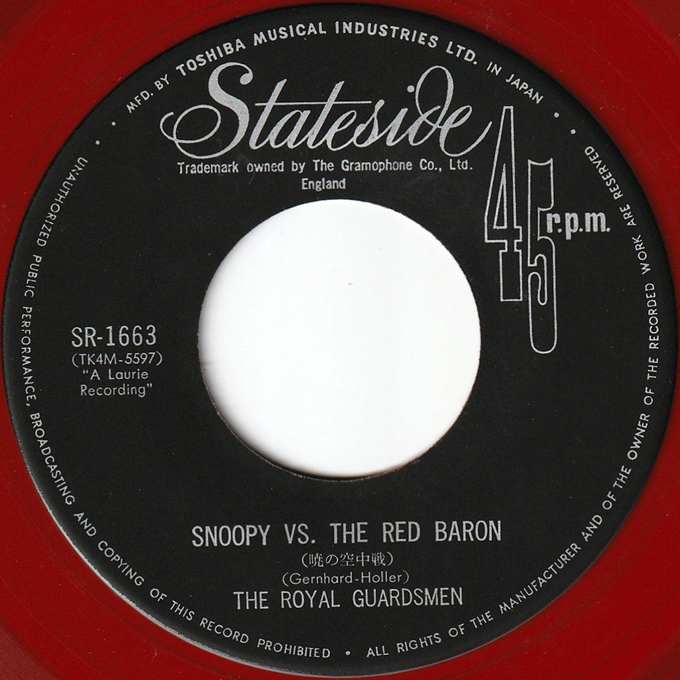 MFD. BY TOSHIBA MUSICAL INDUSTRIES LTD. IN JAPAN
Stateside
Trademark owned by The Gramophone Co., Ltd.
England
45 r.p.m.
SR-1663
(TK4M-5597)
"A Laurie
Recording"
SNOOPY VS. THE RED BARON
(暁の空中戦)
(Gernhard-Holler)
THE ROYAL GUARDSMEN
UNAUTHORIZED PUBLIC PERFORMANCE, BROADCASTING AND COPYING OF THIS RECORD PROHIBITED • ALL RIGHTS OF THE MANUFACTURER AND OF THE OWNER OF THE RECORDED WORK ARE RESERVED